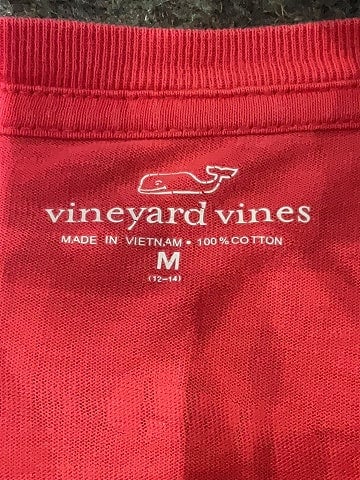 vineyard vines
MADE IN VIETNAM • 100% COTTON
M
(12-14)